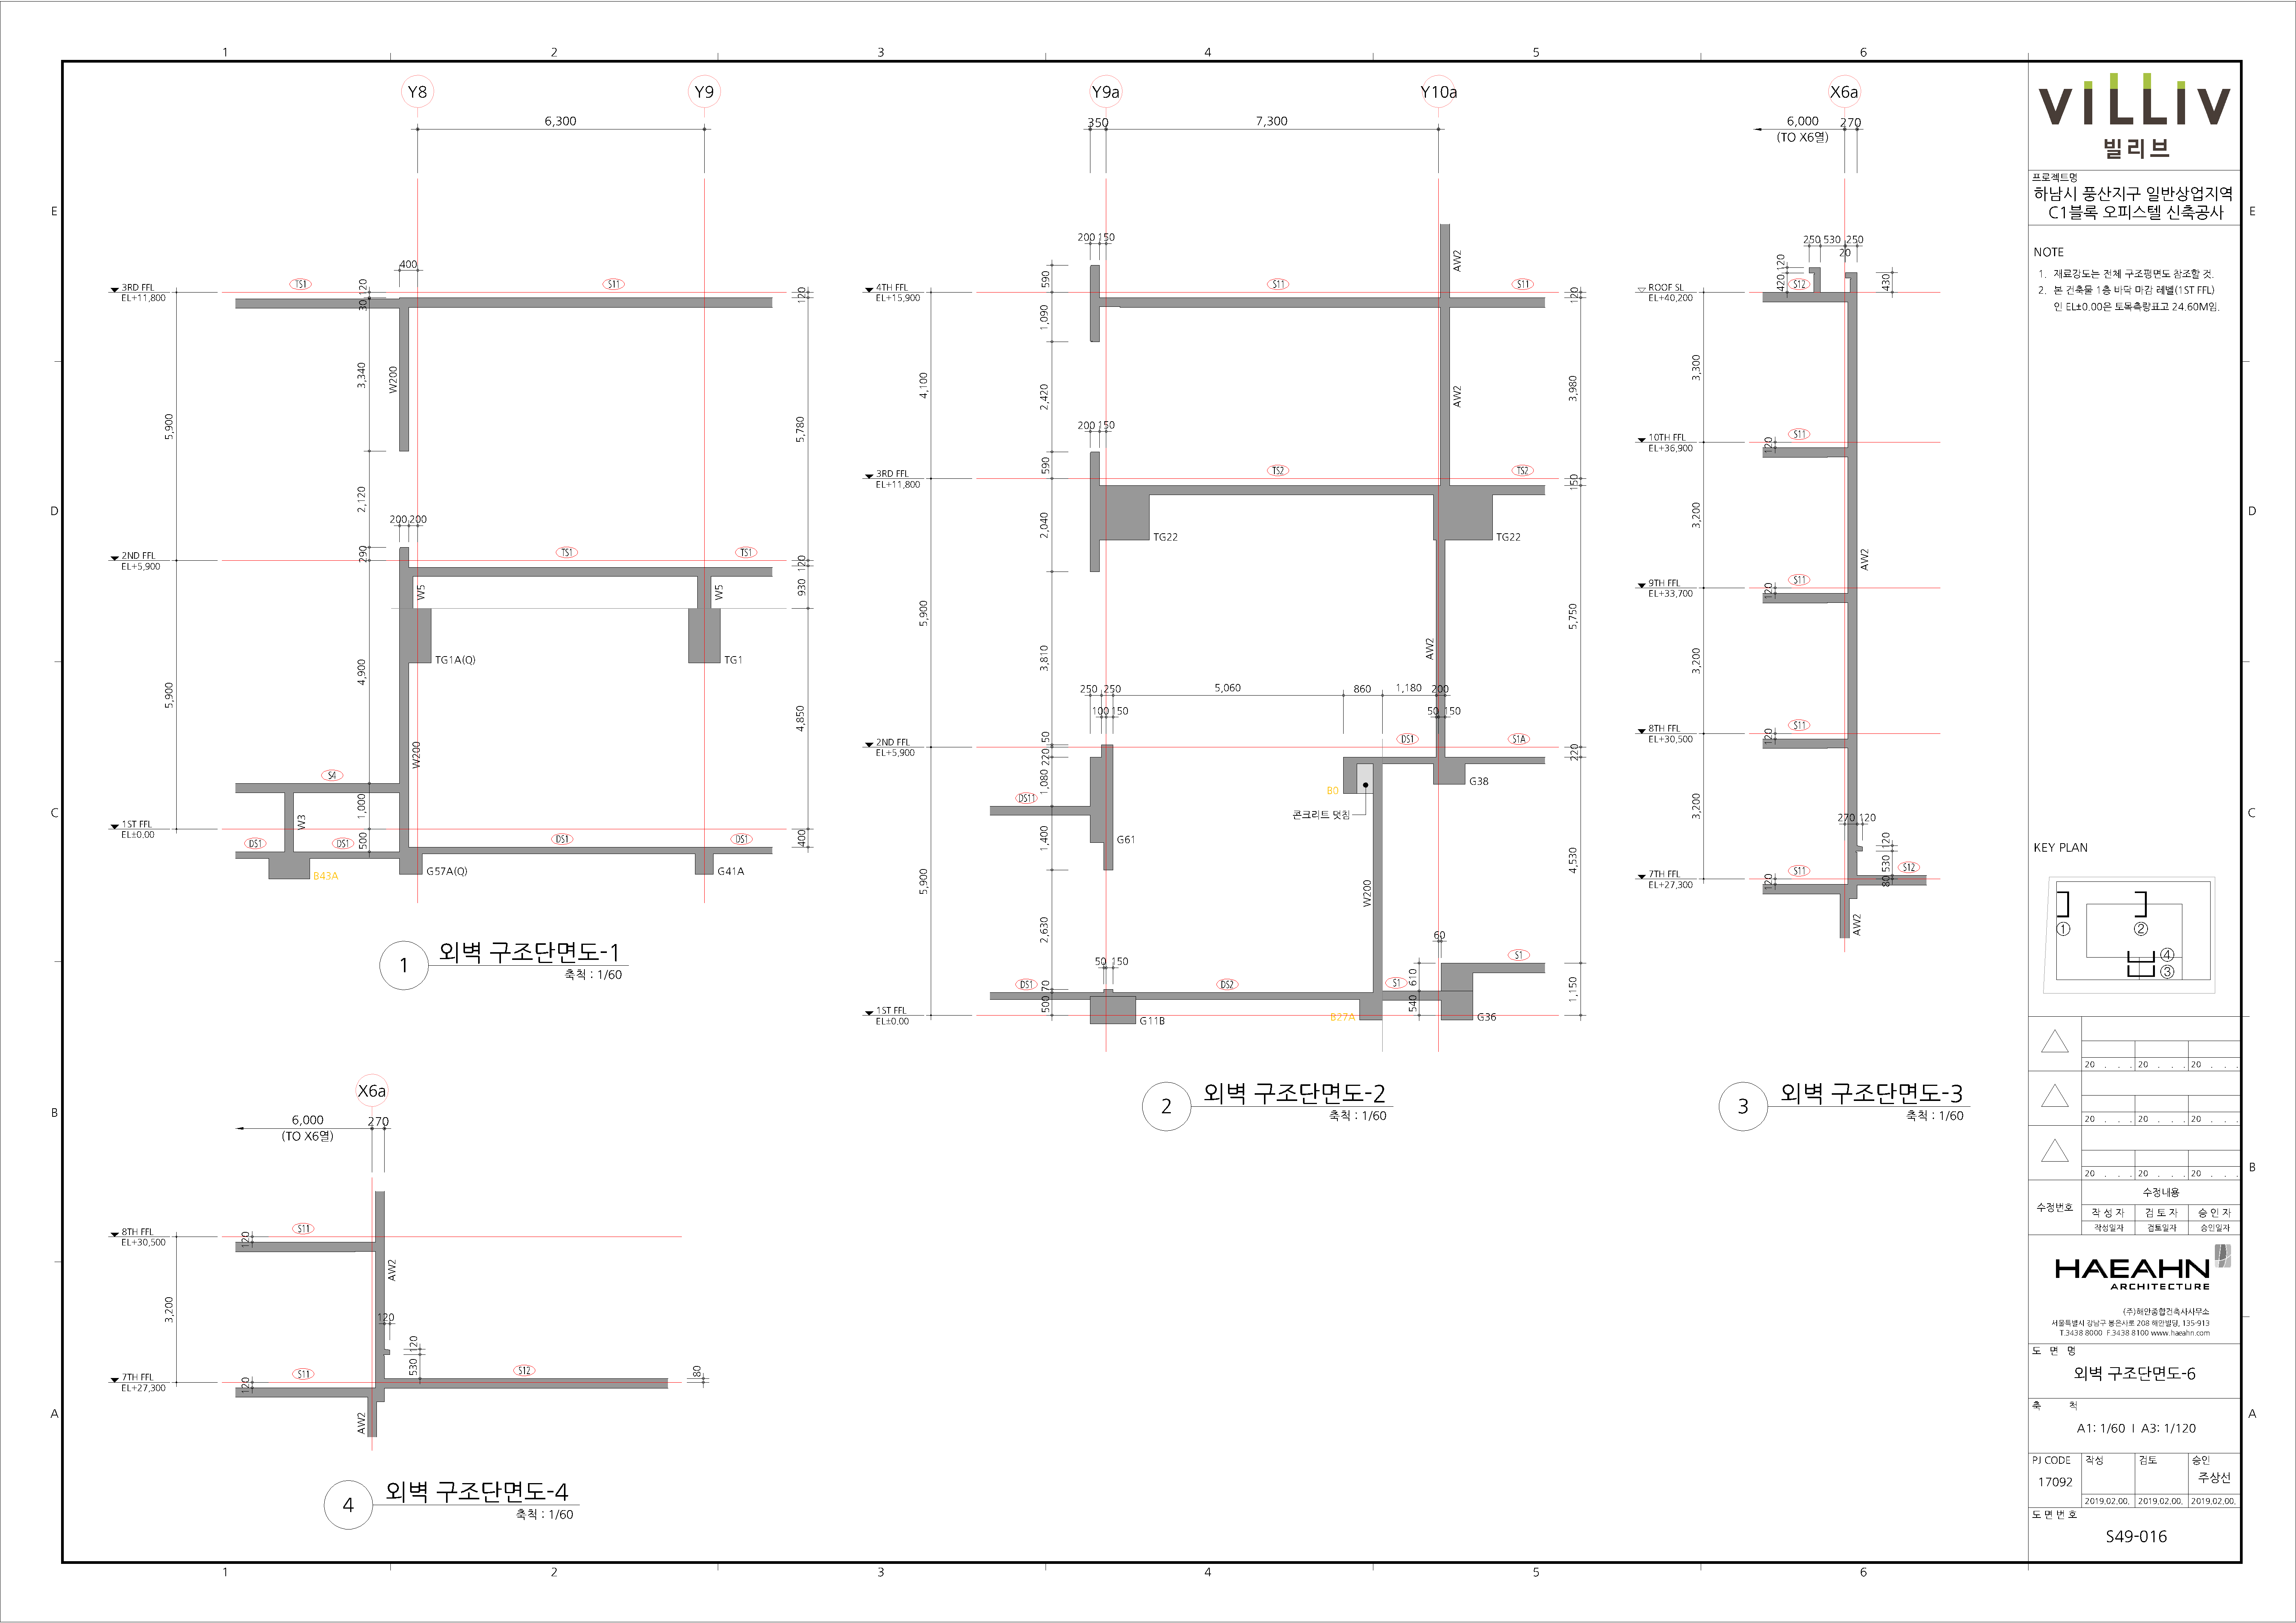 1
2
3
4
5
6
E
D
C
B
A
Y8
Y9
6,300
400
3RD FFL
EL+11,800
TS1
S11
120
30
120
3,340
W200
5,900
5,780
2,120
200 200
290
2ND FFL
EL+5,900
TS1
TS1
120
930
W5
W5
TG1A(Q)
TG1
4,900
5,900
4,850
W200
S4
1,000
W3
1ST FFL
EL±0.00
DS1
DS1
500
DS1
DS1
400
B43A
G57A(Q)
G41A
1
외벽 구조단면도-1
축척 : 1/60
Y9a
Y10a
350
7,300
200 150
AW2
590
4TH FFL
EL+15,900
S11
S11
120
1,090
4,100
2,420
AW2
3,980
200 150
590
3RD FFL
EL+11,800
TS2
TS2
150
2,040
TG22
TG22
5,900
5,750
3,810
AW2
250 250
5,060
860
1,180
200
100 150
50 150
50
2ND FFL
EL+5,900
DS1
S1A
220
220
1,080
G38
B0
DS11
콘크리트 덧침
1,400
G61
5,900
4,530
W200
2,630
60
50 150
S1
DS1
DS2
S1
70
610
1,150
500
540
1ST FFL
EL±0.00
G11B
B27A
G36
2
외벽 구조단면도-2
축척 : 1/60
X6a
6,000
270
(TO X6열)
250 530 250
20
120
420
430
S12
ROOF SL
EL+40,200
3,300
10TH FFL
EL+36,900
S11
120
3,200
AW2
9TH FFL
EL+33,700
S11
120
3,200
8TH FFL
EL+30,500
S11
120
3,200
270 120
120
530
80
S12
7TH FFL
EL+27,300
S11
120
AW2
3
외벽 구조단면도-3
축척 : 1/60
X6a
6,000
270
(TO X6열)
8TH FFL
EL+30,500
S11
120
AW2
3,200
120
120
530
S12
80
7TH FFL
EL+27,300
S11
120
AW2
4
외벽 구조단면도-4
축척 : 1/60
VILLIV
빌리브
프로젝트명
하남시 풍산지구 일반상업지역
C1블록 오피스텔 신축공사
NOTE
1. 재료강도는 전체 구조평면도 참조할 것.
2. 본 건축물 1층 바닥 마감 레벨(1ST FFL)
인 EL±0.00은 토목측량표고 24.60M임.
KEY PLAN
①
②
④
③
20 . . .
20 . . .
20 . . .
20 . . .
20 . . .
20 . . .
20 . . .
20 . . .
20 . . .
수정번호
수정내용
작 성 자
검 토 자
승 인 자
작성일자
검토일자
승인일자
HAEAHN
ARCHITECTURE
(주)해안종합건축사사무소
서울특별시 강남구 봉은사로 208 해안빌딩, 135-913
T.3438 8000 F.3438 8100 www.haeahn.com
도 면 명
외벽 구조단면도-6
축 척
A1: 1/60 I A3: 1/120
PJ CODE
작성
검토
승인
17092
주상선
2019.02.00.
2019.02.00.
2019.02.00.
도 면 번 호
S49-016
E
D
C
B
A
1
2
3
4
5
6